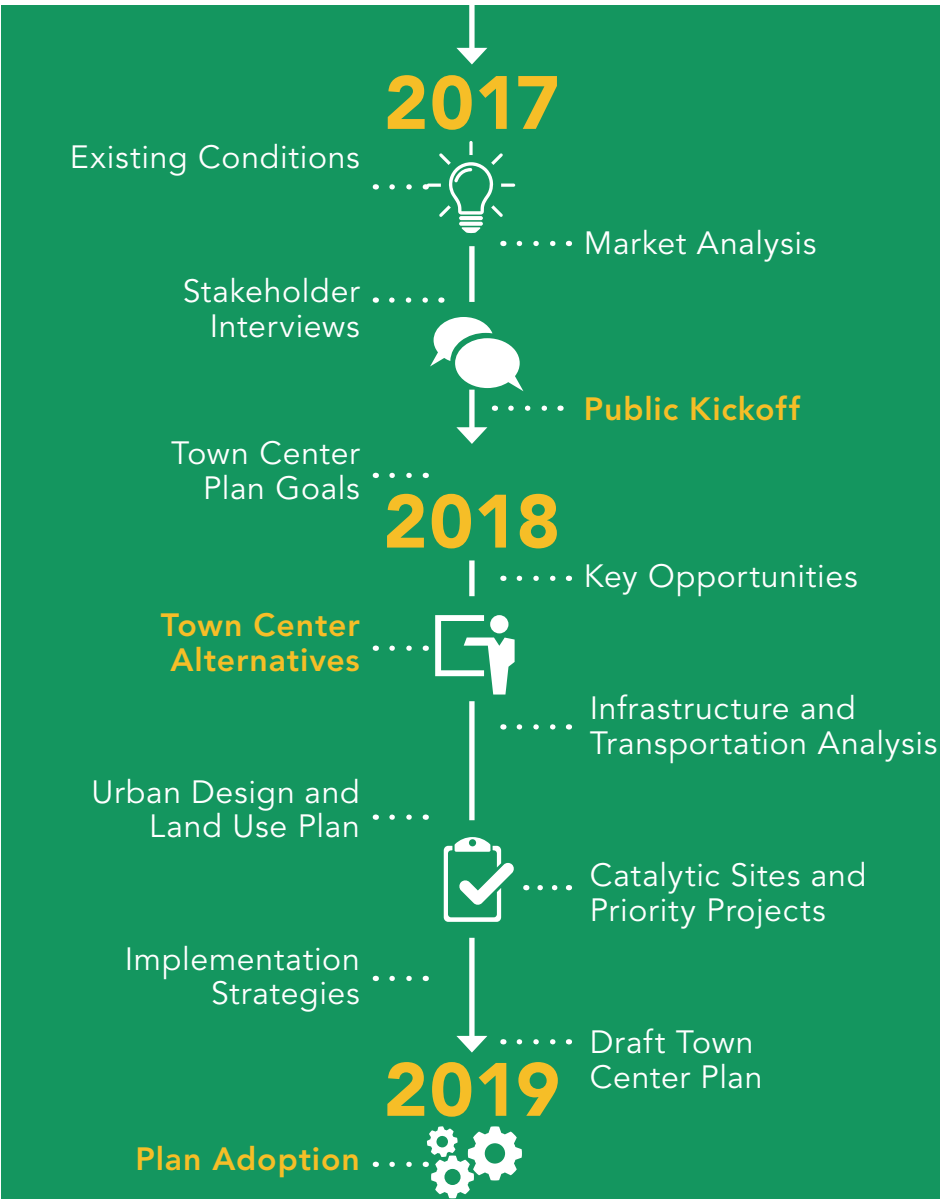 2017
Existing Conditions
Market Analysis
Stakeholder
Interviews
Public Kickoff
Town Center
Plan Goals
2018
Key Opportunities
Town Center
Alternatives
Infrastructure and
Transportation Analysis
Urban Design and
Land Use Plan
Catalytic Sites and
Priority Projects
Implementation
Strategies
Draft Town
Center Plan
2019
Plan Adoption